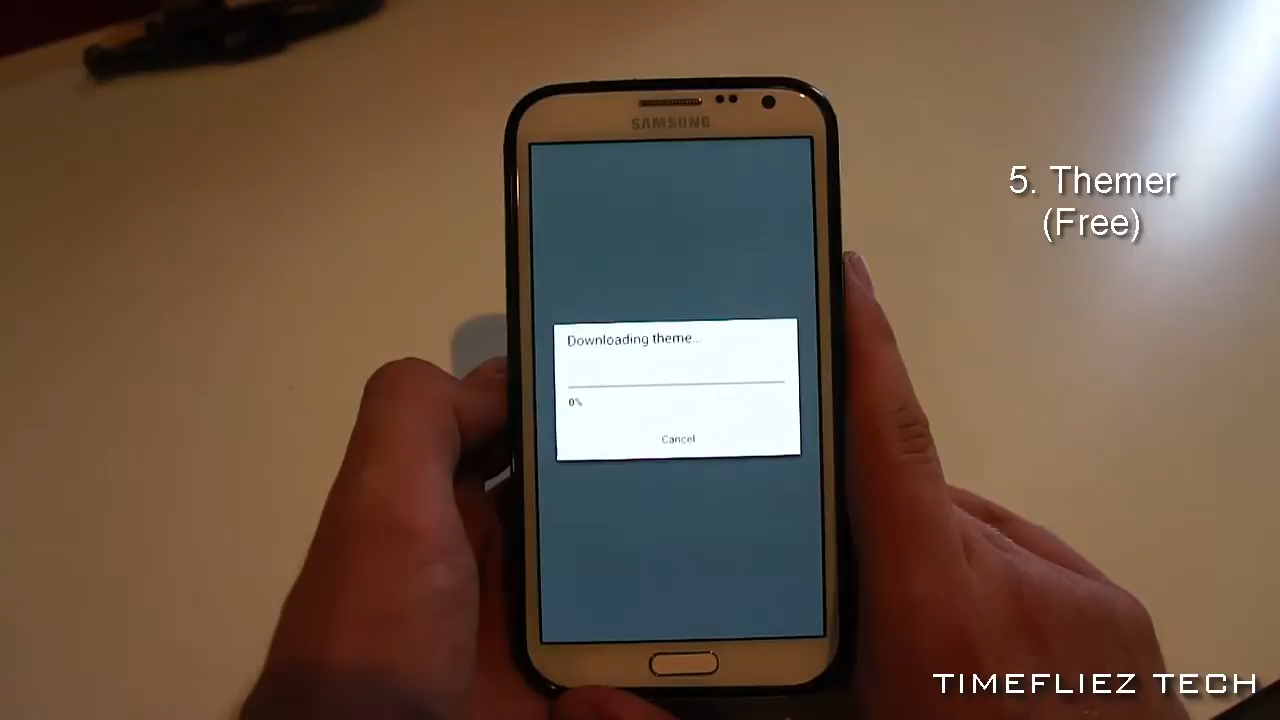 SAMSUNG
5. Themer
(Free)
Downloading theme...
0%
Cancel
TIMEFLIEZ TECH